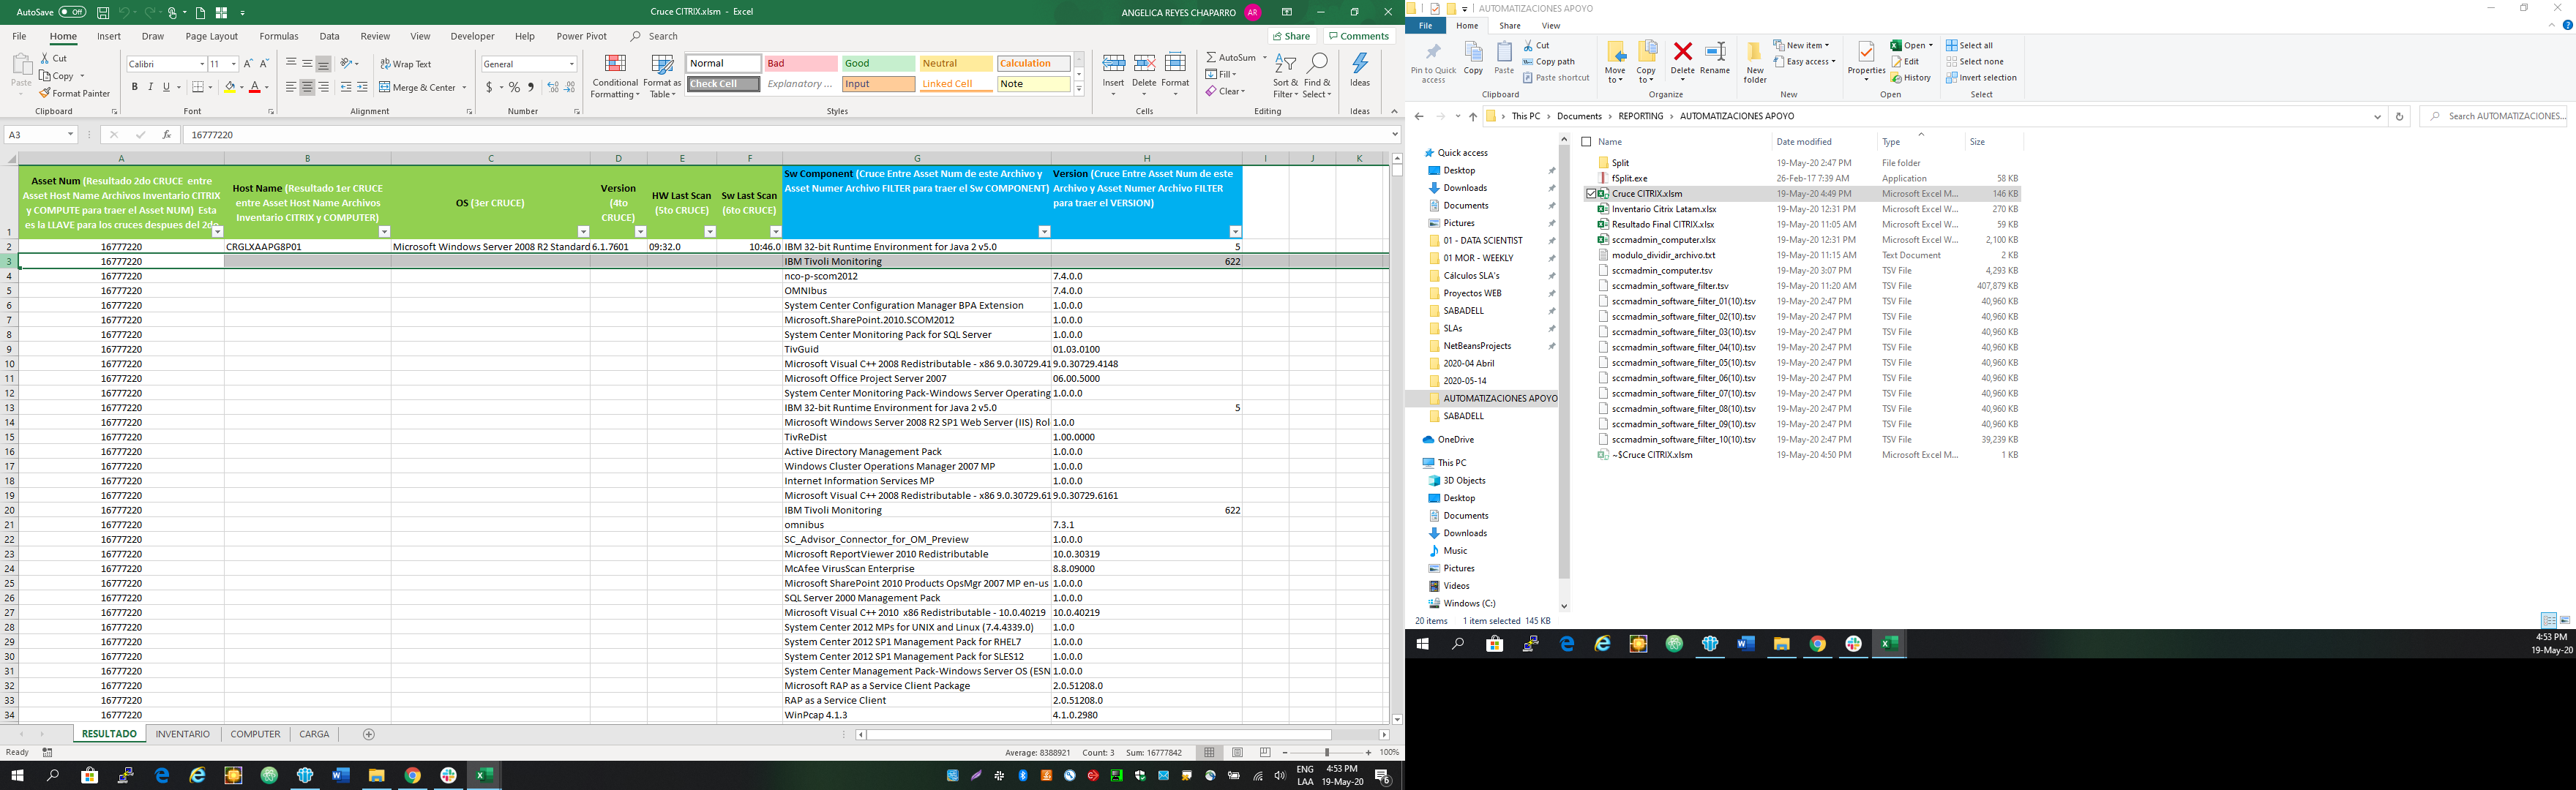 AutoSave Off
Cruce CITRIX.xlsm - Excel
ANGELICA REYES CHAPARRO AR
File Home Insert Draw Page Layout Formulas Data Review View Developer Help Power Pivot Search
Share Comments
Paste
Cut
Copy
Format Painter
Clipboard
Calibri 11
B I U
Font
Wrap Text
Merge & Center
Alignment
General
$ % 9
Number
Conditional Formatting
Format as Table
Normal Bad Good Neutral Calculation
Check Cell Explanatory ... Input Linked Cell Note
Styles
Insert Delete Format
Cells
AutoSum
Fill
Clear
Sort & Filter
Find & Select
Editing
Ideas
Ideas
A3 fx 16777220
A B C D E F G H I J K
1 Asset Num (Resultado 2do CRUCE entre Asset Host Name Archivos Inventario CITRIX y COMPUTE para traer el Asset NUM) Esta es la LLAVE para los cruces despues del 2do
Host Name (Resultado 1er CRUCE entre Asset Host Name Archivos Inventario CITRIX y COMPUTER)
OS (3er CRUCE)
Version (4to CRUCE)
HW Last Scan (5to CRUCE)
Sw Last Scan (6to CRUCE)
Sw Component (Cruce Entre Asset Num de este Archivo y Asset Numer Archivo FILTER para traer el Sw COMPONENT)
Version (Cruce Entre Asset Num de este Archivo y Asset Numer Archivo FILTER para traer el VERSION)
2 16777220 CRGLXAAPG8P01 Microsoft Windows Server 2008 R2 Standard 6.1.7601 09:32.0 10:46.0 IBM 32-bit Runtime Environment for Java 2 v5.0 5
3 16777220 IBM Tivoli Monitoring 622
4 16777220 nco-p-scom2012 7.4.0.0
5 16777220 OMNIbus 7.4.0.0
6 16777220 System Center Configuration Manager BPA Extension 1.0.0.0
7 16777220 Microsoft.SharePoint.2010.SCOM2012 1.0.0.0
8 16777220 System Center Monitoring Pack for SQL Server 1.0.0.0
9 16777220 TivGuid 01.03.0100
10 16777220 Microsoft Visual C++ 2008 Redistributable - x86 9.0.30729.41 9.0.30729.4148
11 16777220 Microsoft Office Project Server 2007 06.00.5000
12 16777220 System Center Monitoring Pack-Windows Server Operating 1.0.0.0
13 16777220 IBM 32-bit Runtime Environment for Java 2 v5.0 5
14 16777220 Microsoft Windows Server 2008 R2 SP1 Web Server (IIS) Rol 1.0.0
15 16777220 TivReDist 1.00.0000
16 16777220 Active Directory Management Pack 1.0.0.0
17 16777220 Windows Cluster Operations Manager 2007 MP 1.0.0.0
18 16777220 Internet Information Services MP 1.0.0.0
19 16777220 Microsoft Visual C++ 2008 Redistributable - x86 9.0.30729.61 9.0.30729.6161
20 16777220 IBM Tivoli Monitoring 622
21 16777220 omnibus 7.3.1
22 16777220 SC_Advisor_Connector_for_OM_Preview 1.0.0.0
23 16777220 Microsoft ReportViewer 2010 Redistributable 10.0.30319
24 16777220 McAfee VirusScan Enterprise 8.8.09000
25 16777220 Microsoft SharePoint 2010 Products OpsMgr 2007 MP en-us 1.0.0.0
26 16777220 SQL Server 2000 Management Pack 1.0.0.0
27 16777220 Microsoft Visual C++ 2010 x86 Redistributable - 10.0.40219 10.0.40219
28 16777220 System Center 2012 MPs for UNIX and Linux (7.4.4339.0) 1.0.0
29 16777220 System Center 2012 SP1 Management Pack for RHEL7 1.0.0.0
30 16777220 System Center 2012 SP1 Management Pack for SLES12 1.0.0.0
31 16777220 System Center Management Pack-Windows Server OS (ESN 1.0.0.0
32 16777220 Microsoft RAP as a Service Client Package 2.0.51208.0
33 16777220 RAP as a Service Client 2.0.51208.0
34 16777220 WinPcap 4.1.3 4.1.0.2980
RESULTADO INVENTARIO COMPUTER CARGA
Ready
Average: 8388921 Count: 3 Sum: 16777842 100%
ENG LAA
4:53 PM
19-May-20
6
AUTOMATIZACIONES APOYO
File Home Share View
Pin to Quick access
Copy
Paste
Cut
Copy path
Paste shortcut
Clipboard
Move to
Copy to
Delete
Rename
Organize
New folder
New item
Easy access
New
Properties
Open
Edit
History
Open
Select all
Select none
Invert selection
Select
This PC > Documents > REPORTING > AUTOMATIZACIONES APOYO
Search AUTOMATIZACIONES...
Quick access
Desktop
Downloads
Documents
Pictures
01 - DATA SCIENTIST
01 MOR - WEEKLY
Cálculos SLA's
Proyectos WEB
SABADELL
SLAs
NetBeansProjects
2020-04 Abril
2020-05-14
AUTOMATIZACIONES APOYO
SABADELL
OneDrive
This PC
3D Objects
Desktop
Documents
Downloads
Music
Pictures
Videos
Windows (C:)
Name Date modified Type Size
Split 19-May-20 2:47 PM File folder
fSplit.exe 26-Feb-17 7:39 AM Application 58 KB
Cruce CITRIX.xlsm 19-May-20 4:49 PM Microsoft Excel M... 146 KB
Inventario Citrix Latam.xlsx 19-May-20 12:31 PM Microsoft Excel W... 270 KB
Resultado Final CITRIX.xlsx 19-May-20 11:05 AM Microsoft Excel W... 59 KB
sccmadmin_computer.xlsx 19-May-20 12:31 PM Microsoft Excel W... 2,100 KB
modulo_dividir_archivo.txt 19-May-20 11:15 AM Text Document 2 KB
sccmadmin_computer.tsv 19-May-20 3:07 PM TSV File 4,293 KB
sccmadmin_software_filter.tsv 19-May-20 11:20 AM TSV File 407,879 KB
sccmadmin_software_filter_01(10).tsv 19-May-20 2:47 PM TSV File 40,960 KB
sccmadmin_software_filter_02(10).tsv 19-May-20 2:47 PM TSV File 40,960 KB
sccmadmin_software_filter_03(10).tsv 19-May-20 2:47 PM TSV File 40,960 KB
sccmadmin_software_filter_04(10).tsv 19-May-20 2:47 PM TSV File 40,960 KB
sccmadmin_software_filter_05(10).tsv 19-May-20 2:47 PM TSV File 40,960 KB
sccmadmin_software_filter_06(10).tsv 19-May-20 2:47 PM TSV File 40,960 KB
sccmadmin_software_filter_07(10).tsv 19-May-20 2:47 PM TSV File 40,960 KB
sccmadmin_software_filter_08(10).tsv 19-May-20 2:47 PM TSV File 40,960 KB
sccmadmin_software_filter_09(10).tsv 19-May-20 2:47 PM TSV File 40,960 KB
sccmadmin_software_filter_10(10).tsv 19-May-20 2:47 PM TSV File 39,239 KB
~$Cruce CITRIX.xlsm 19-May-20 4:50 PM Microsoft Excel M... 1 KB
20 items 1 item selected 145 KB
4:53 PM
19-May-20